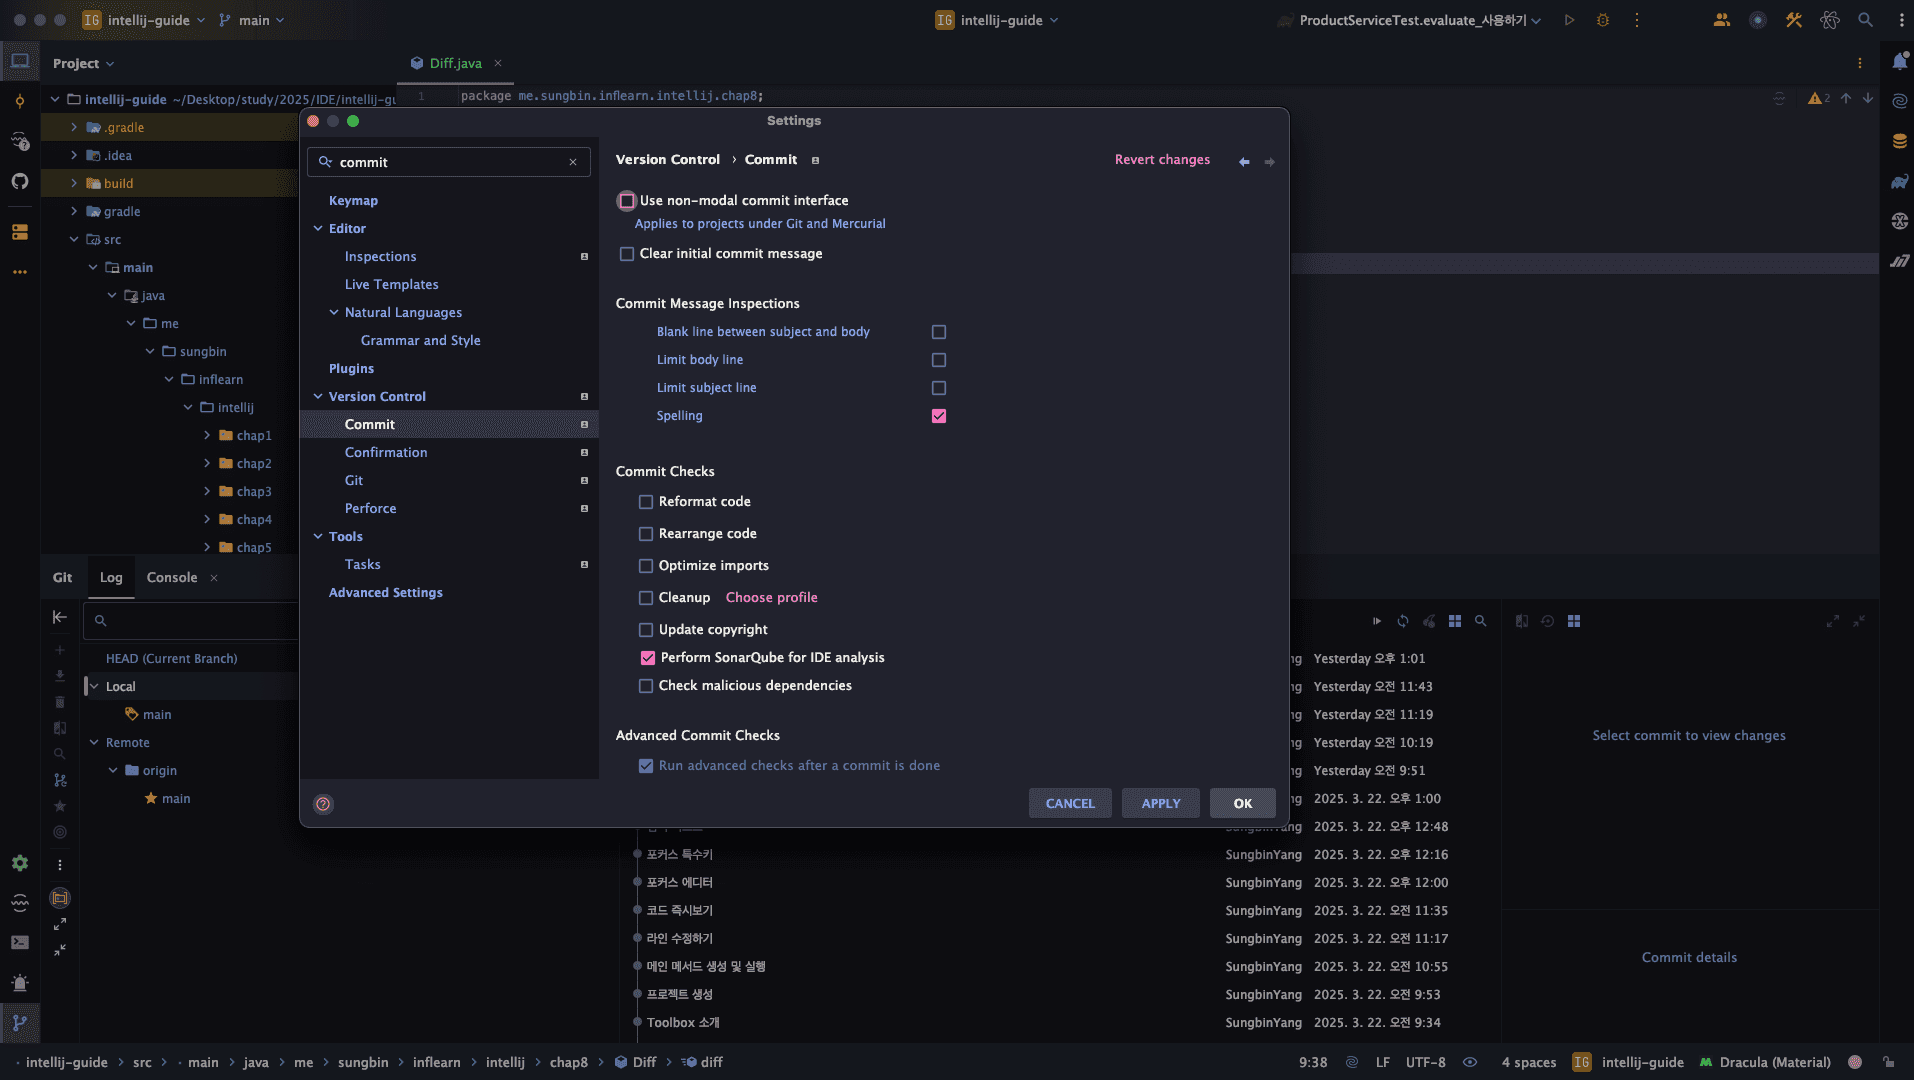 IG intellij-guide main
IG intellij-guide
ProductServiceTest.evaluate_사용하기
Project
Diff.java
intellij-guide ~/Desktop/study/2025/IDE/intellij-gu
.gradle
.idea
build
gradle
src
main
java
me
sungbin
inflearn
intellij
chap1
chap2
chap3
chap4
chap5
1 package me.sungbin.inflearn.intellij.chap8;
2
Settings
commit
Keymap
Editor
Inspections
Live Templates
Natural Languages
Grammar and Style
Plugins
Version Control
Commit
Confirmation
Git
Perforce
Tools
Tasks
Advanced Settings
Version Control › Commit
Revert changes
Use non-modal commit interface
Applies to projects under Git and Mercurial
Clear initial commit message
Commit Message Inspections
Blank line between subject and body
Limit body line
Limit subject line
Spelling
Commit Checks
Reformat code
Rearrange code
Optimize imports
Cleanup Choose profile
Update copyright
Perform SonarQube for IDE analysis
Check malicious dependencies
Advanced Commit Checks
Run advanced checks after a commit is done
CANCEL
APPLY
OK
Git Log Console
HEAD (Current Branch)
Local
main
Remote
origin
main
ng Yesterday 오후 1:01
ng Yesterday 오전 11:43
ng Yesterday 오전 11:19
ng Yesterday 오전 10:19
ng Yesterday 오전 9:51
ng 2025. 3. 22. 오후 1:00
2025. 3. 22. 오후 12:48
포커스 특수키 SungbinYang 2025. 3. 22. 오후 12:16
포커스 에디터 SungbinYang 2025. 3. 22. 오후 12:00
코드 즉시보기 SungbinYang 2025. 3. 22. 오전 11:35
라인 수정하기 SungbinYang 2025. 3. 22. 오전 11:17
메인 메서드 생성 및 실행 SungbinYang 2025. 3. 22. 오전 10:55
프로젝트 생성 SungbinYang 2025. 3. 22. 오전 9:53
Toolbox 소개 SungbinYang 2025. 3. 22. 오전 9:34
Select commit to view changes
Commit details
intellij-guide › src › main › java › me › sungbin › inflearn › intellij › chap8 › Diff › diff
9:38 LF UTF-8 4 spaces IG intellij-guide Dracula (Material)